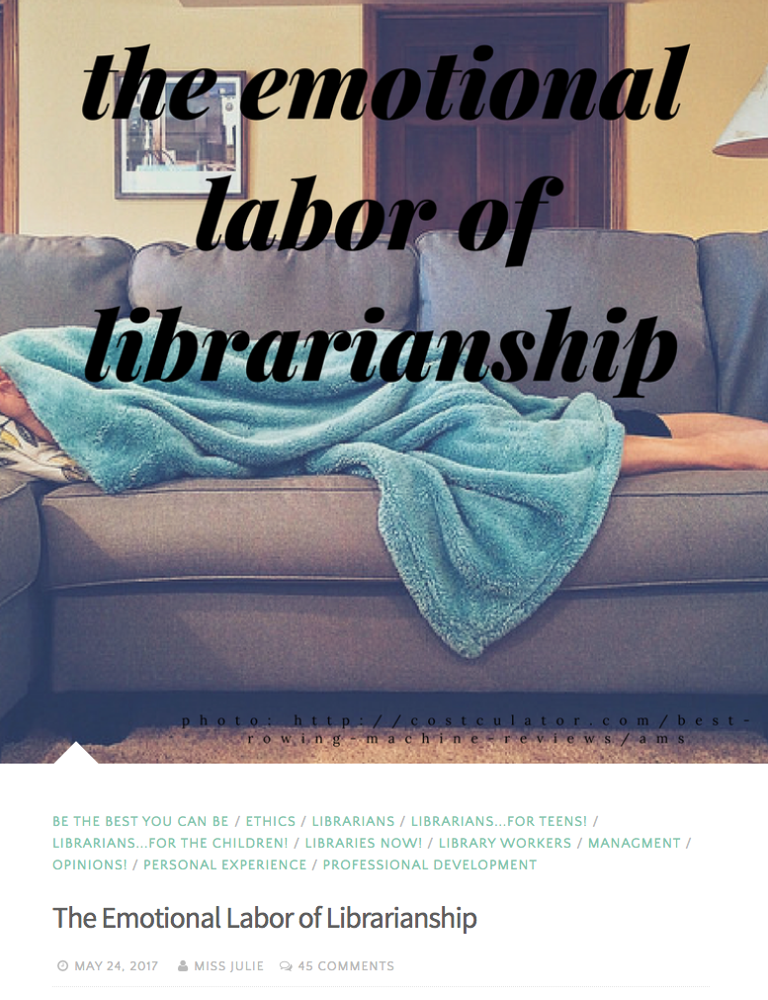 the emotional
labor of
librarianship
photo: http://costculator.com/best-
rowing-machine-reviews/ams
BE THE BEST YOU CAN BE / ETHICS / LIBRARIANS / LIBRARIANS...FOR TEENS! /
LIBRARIANS...FOR THE CHILDREN! / LIBRARIES NOW! / LIBRARY WORKERS / MANAGMENT /
OPINIONS! / PERSONAL EXPERIENCE / PROFESSIONAL DEVELOPMENT
The Emotional Labor of Librarianship
MAY 24, 2017 MISS JULIE 45 COMMENTS